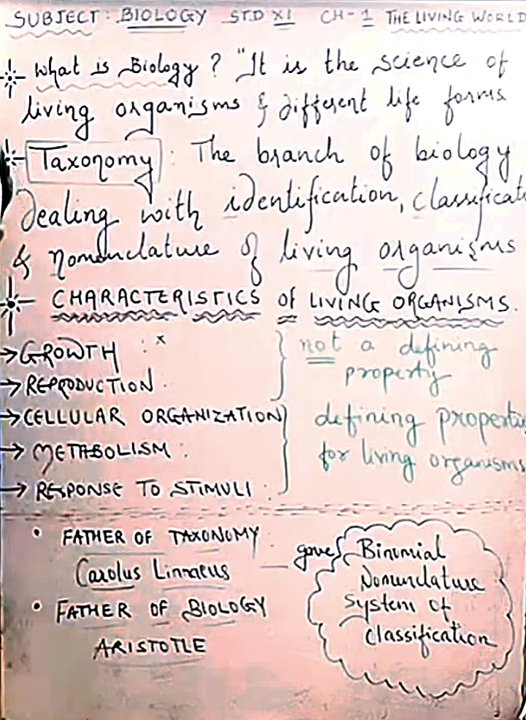 SUBJECT: BIOLOGY STD XI CH-1 THE LIVING WORLD
What is Biology? "It is the science of
living organisms & different life forms
Taxonomy: The branch of biology
dealing with identification, classificat
& nomenclature of living organisms
CHARACTERISTICS of LIVING ORGANISMS.
→ GROWTH : x
not a defining
property
→ REPRODUCTION.
→ CELLULAR ORGANIZATION
defining properti
for living organisms
→ METABOLISM :
→ RESPONSE TO STIMULI :
• FATHER OF TAXONOMY
Carolus Linnaeus — gave
Binomial
Nomenclature
System of
Classification
• FATHER OF BIOLOGY
ARISTOTLE